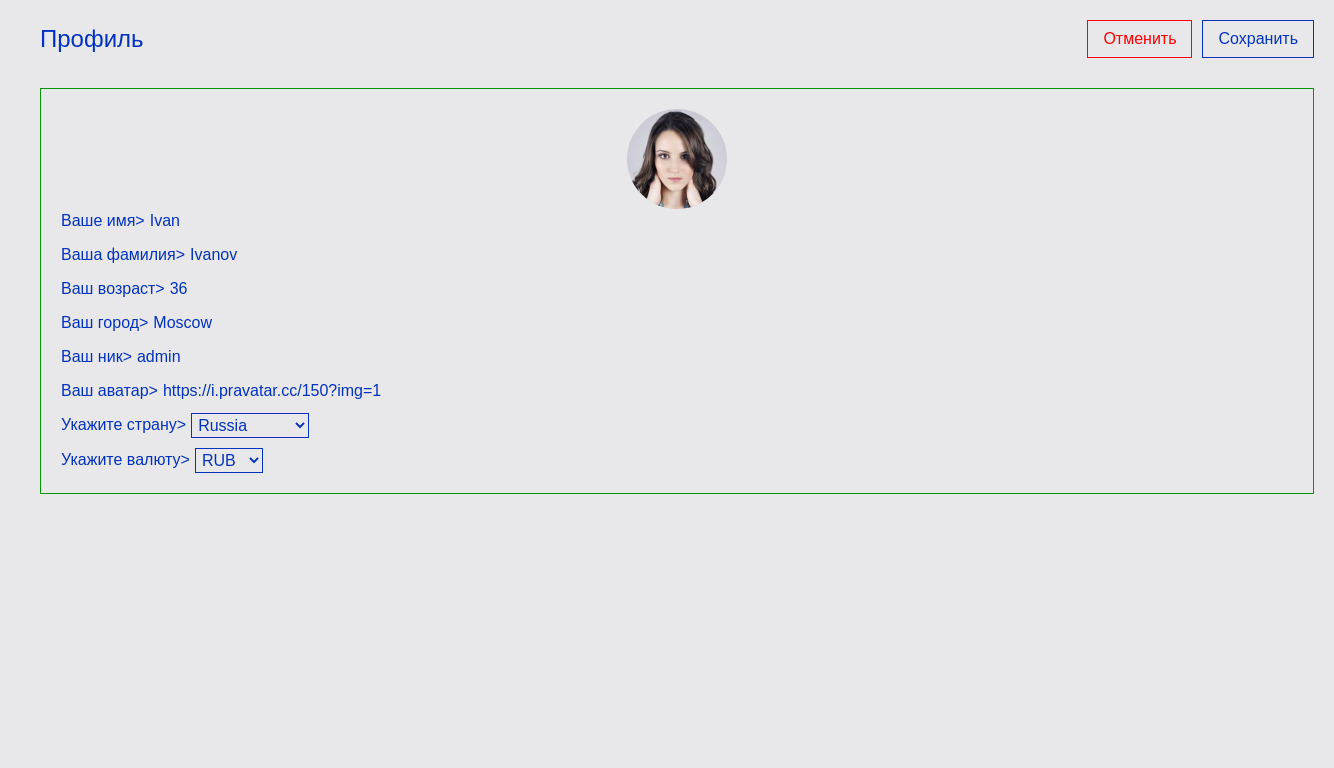 Профиль
Отменить
Сохранить
Ваше имя> Ivan
Ваша фамилия> Ivanov
Ваш возраст> 36
Ваш город> Moscow
Ваш ник> admin
Ваш аватар> https://i.pravatar.cc/150?img=1
Укажите страну> Russia
Укажите валюту> RUB